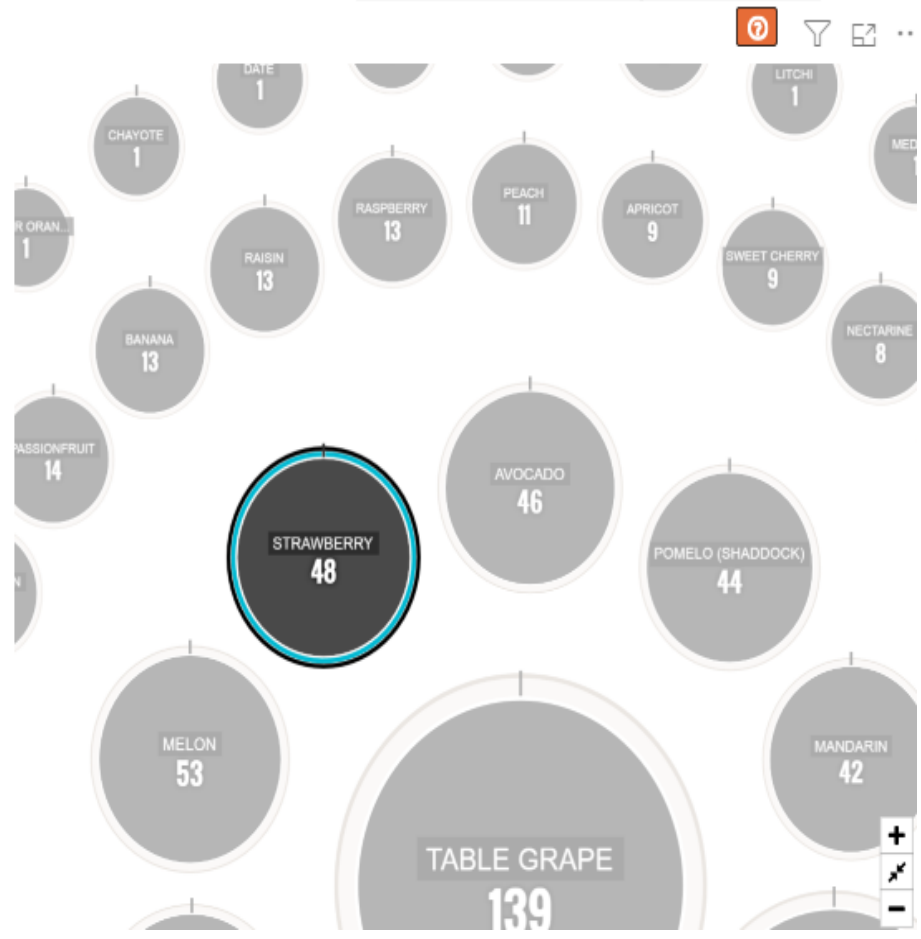 DATE
1
LITCHI
1
CHAYOTE
1
MED
PEACH
11
RASPBERRY
13
APRICOT
9
R ORAN...
1
RAISIN
13
SWEET CHERRY
9
BANANA
13
NECTARINE
8
PASSIONFRUIT
14
AVOCADO
46
STRAWBERRY
48
POMELO (SHADDOCK)
44
N
MELON
53
MANDARIN
42
TABLE GRAPE
139